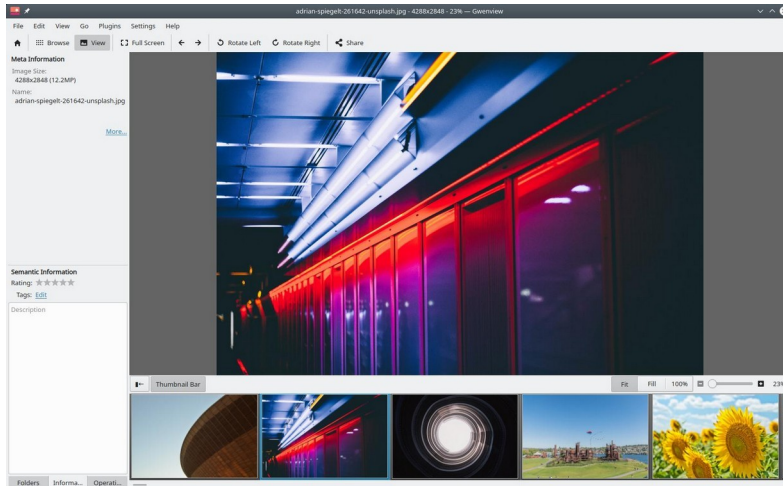 adrian-spiegelt-261642-unsplash.jpg - 4288x2848 - 23% — Gwenview
File Edit View Go Plugins Settings Help
Browse View Full Screen Rotate Left Rotate Right Share
Meta Information
Image Size:
4288x2848 (12.2MP)
Name:
adrian-spiegelt-261642-unsplash.jpg
More...
Semantic Information
Rating:
Tags: Edit
Description
Thumbnail Bar Fit Fill 100% 23%
Folders Informa... Operati...